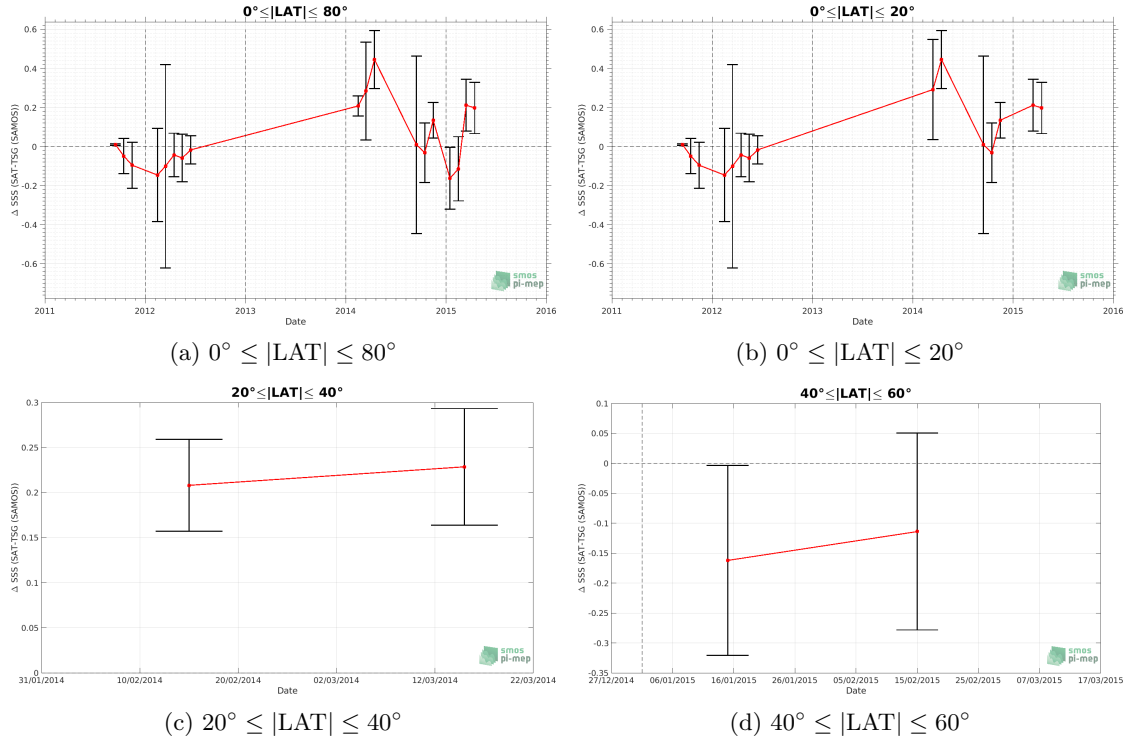 0°≤|LAT|≤ 80°
Δ SSS (SAT-TSG (SAMOS))
0.6
0.4
0.2
0
-0.2
-0.4
-0.6
2011
2012
2013
2014
2015
2016
Date
smos
pi-mep
(a) 0° ≤ |LAT| ≤ 80°
0°≤|LAT|≤ 20°
Δ SSS (SAT-TSG (SAMOS))
0.6
0.4
0.2
0
-0.2
-0.4
-0.6
2011
2012
2013
2014
2015
2016
Date
smos
pi-mep
(b) 0° ≤ |LAT| ≤ 20°
20°≤|LAT|≤ 40°
Δ SSS (SAT-TSG (SAMOS))
0.3
0.25
0.2
0.15
0.1
0.05
0
31/01/2014
10/02/2014
20/02/2014
02/03/2014
12/03/2014
22/03/2014
Date
smos
pi-mep
(c) 20° ≤ |LAT| ≤ 40°
40°≤|LAT|≤ 60°
Δ SSS (SAT-TSG (SAMOS))
0.1
0.05
0
-0.05
-0.1
-0.15
-0.2
-0.25
-0.3
-0.35
27/12/2014
06/01/2015
16/01/2015
26/01/2015
05/02/2015
15/02/2015
25/02/2015
07/03/2015
17/03/2015
Date
smos
pi-mep
(d) 40° ≤ |LAT| ≤ 60°